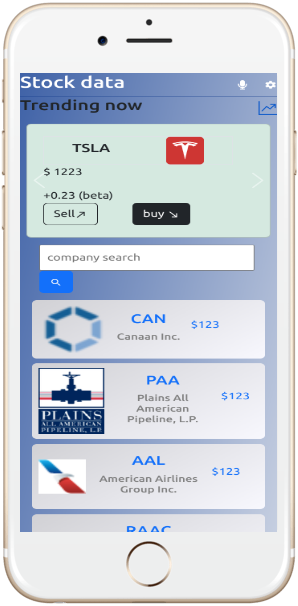 Stock data
Trending now
TSLA
$ 1223
+0.23 (beta)
Sell↗
buy ↘
company search
CAN
$123
Canaan Inc.
PAA
$123
Plains All
American
Pipeline, L.P.
PLAINS
ALL AMERICAN
PIPELINE, L.P.
AAL
$123
American Airlines
Group Inc.
RAAC